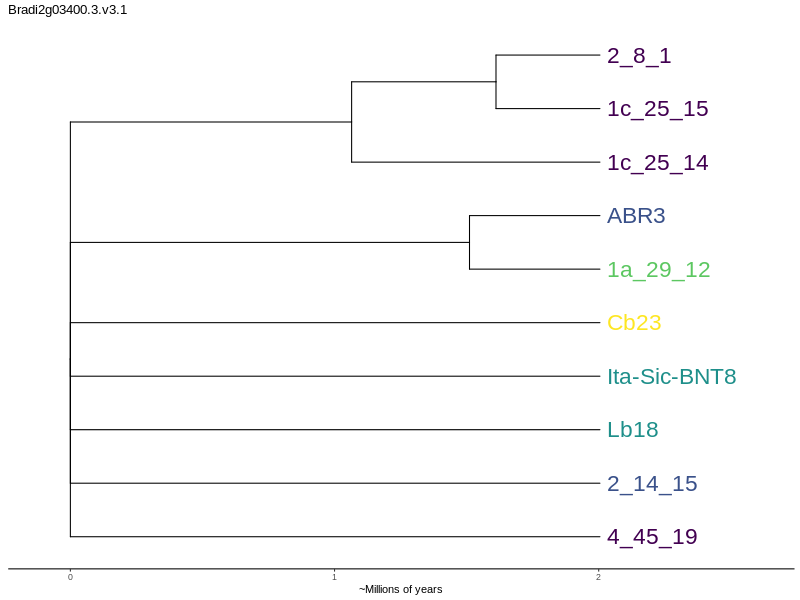 Bradi2g03400.3.v3.1
2_8_1
1c_25_15
1c_25_14
ABR3
1a_29_12
Cb23
Ita-Sic-BNT8
Lb18
2_14_15
4_45_19
0 1 2
~Millions of years